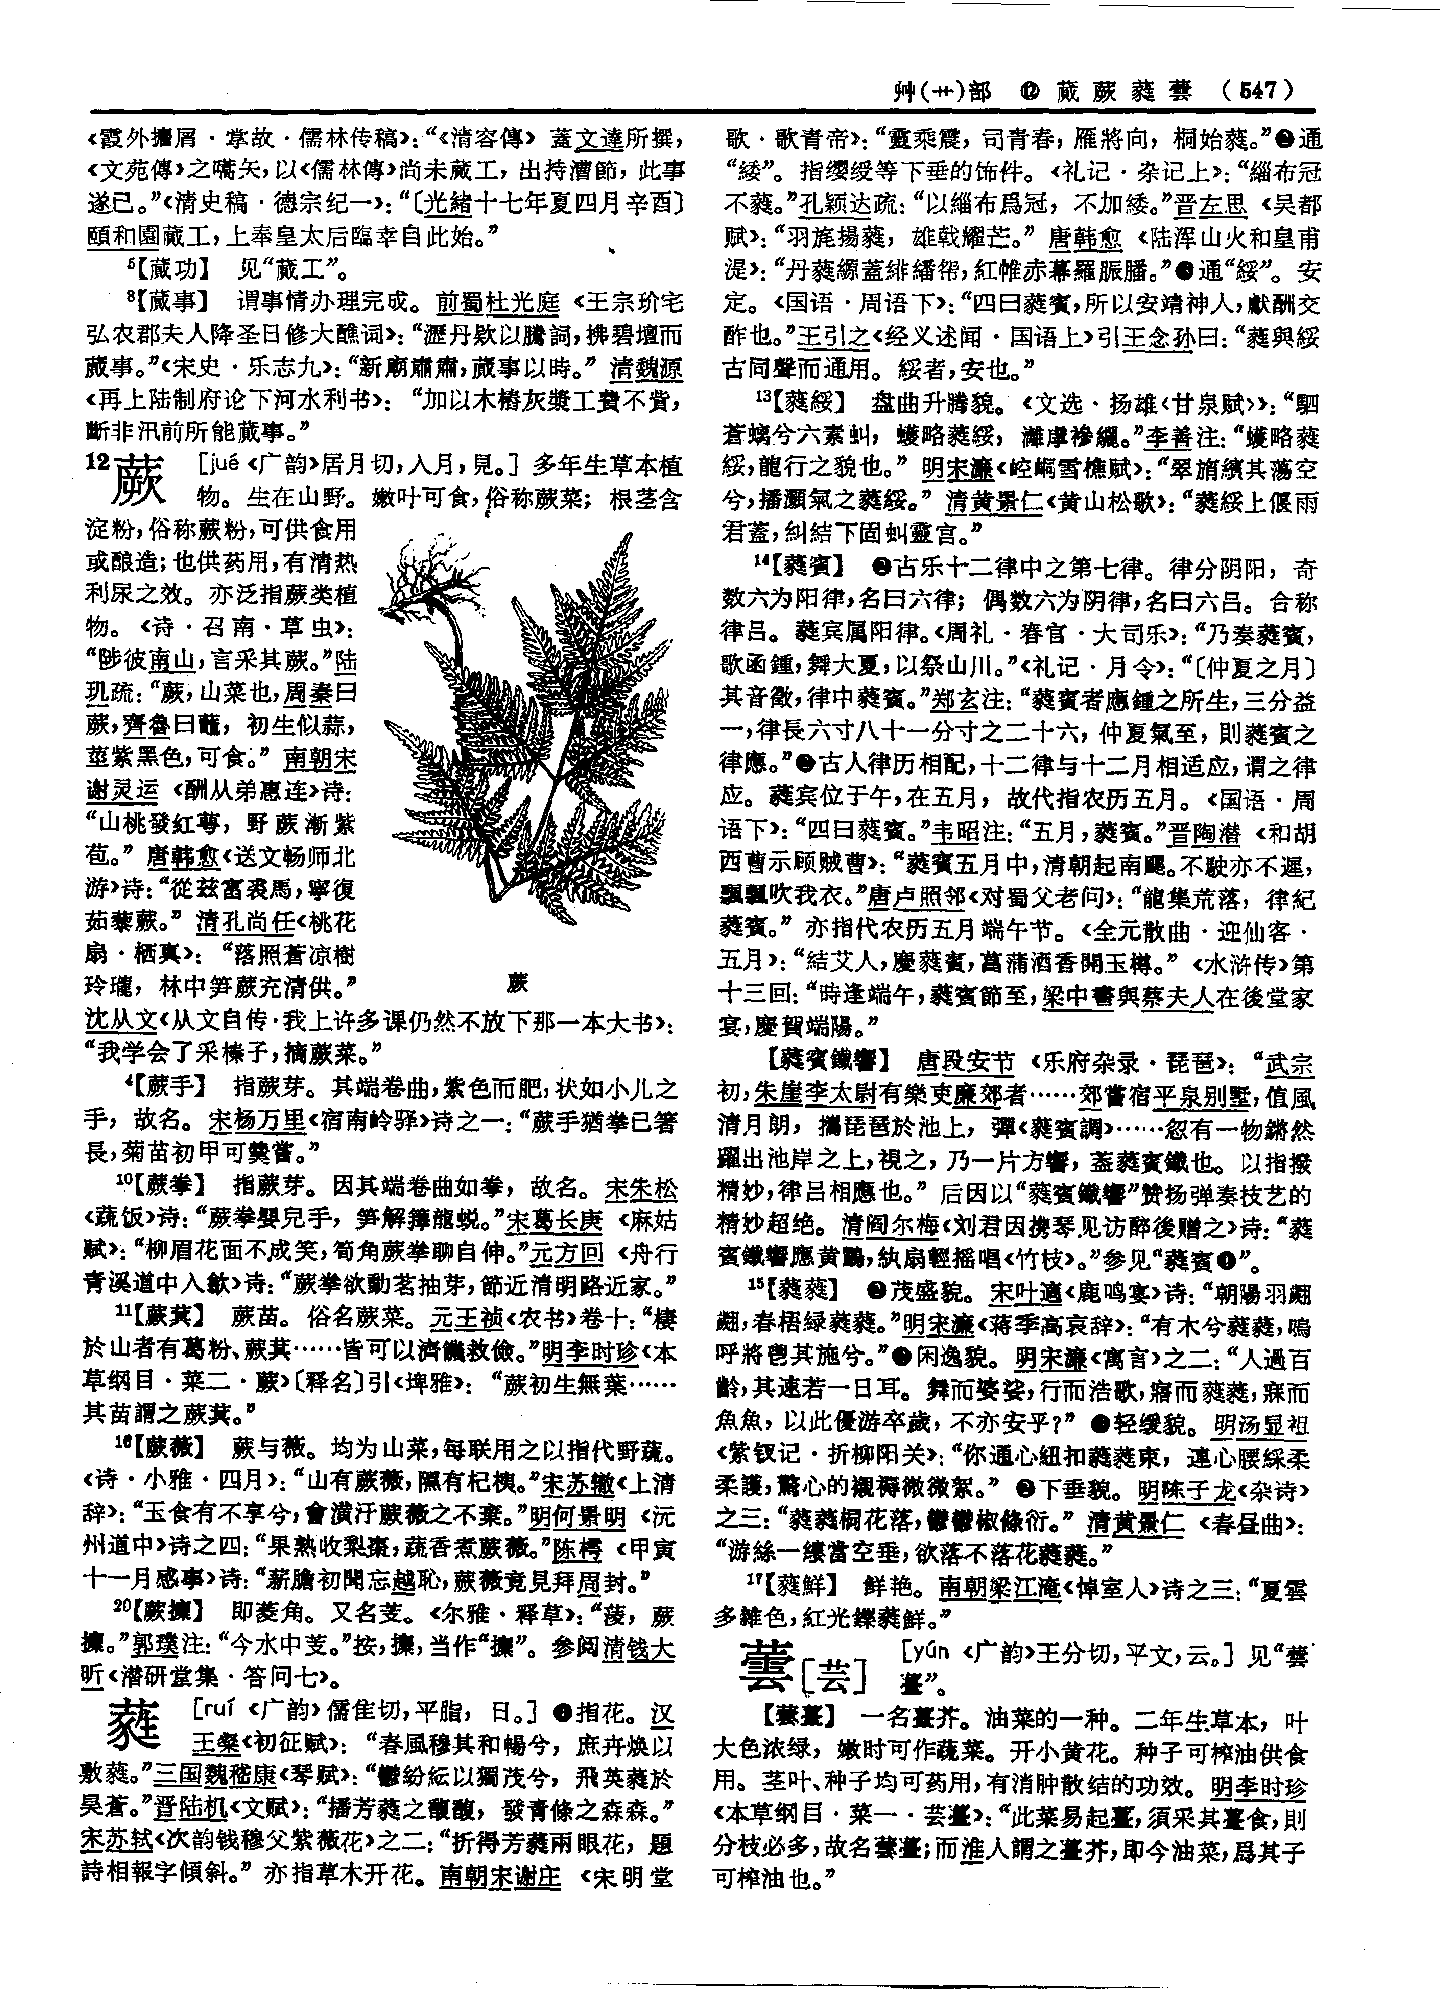 艸(艹)部 ⑫ 蕆蕨蕤蕓 (547)
《霞外攟屑·掌故·儒林传稿》：“《清容傳》蓋文達所撰，
《文苑傳》之嚆矢，以《儒林傳》尚未蕆工，出持漕節，此事
遂已。”《清史稿·德宗纪一》：“〔光緒十七年夏四月辛酉〕
頤和園蕆工，上奉皇太后臨幸自此始。”
⁵【蕆功】 见“蕆工”。
⁸【蕆事】 谓事情办理完成。前蜀杜光庭《王宗玠宅
弘农郡夫人降圣日修大醮词》：“瀝丹欵以騰詞，拂碧壇而
蕆事。”《宋史·乐志九》：“新廟肅肅，蕆事以時。” 清魏源
《再上陆制府论下河水利书》：“加以木樁灰漿工費不貲，
斷非汛前所能蕆事。”
12蕨 [jué《广韵》居月切，入月，見。] 多年生草本植
物。生在山野。嫩叶可食，俗称蕨菜；根茎含
淀粉，俗称蕨粉，可供食用
或酿造；也供药用，有清热
利尿之效。亦泛指蕨类植
物。《诗·召南·草虫》：
“陟彼南山，言采其蕨。”陆
玑疏：“蕨，山菜也，周秦曰
蕨，齊魯曰虌，初生似蒜，
莖紫黑色，可食。” 南朝宋
谢灵运《酬从弟惠连》诗：
“山桃發紅萼，野蕨漸紫
苞。” 唐韩愈《送文畅师北
游》诗：“從茲富裘馬，寧復
茹藜蕨。” 清孔尚任《桃花
扇·栖真》：“落照蒼凉樹
玲瓏，林中笋蕨充清供。”
蕨
沈从文《从文自传·我上许多课仍然不放下那一本大书》：
“我学会了采榛子，摘蕨菜。”
⁴【蕨手】 指蕨芽。其端卷曲，紫色而肥，状如小儿之
手，故名。宋杨万里《宿南岭驿》诗之一：“蕨手猶拳已箸
長，菊苗初甲可羹嘗。”
¹⁰【蕨拳】 指蕨芽。因其端卷曲如拳，故名。宋朱松
《蔬饭》诗：“蕨拳嬰兒手，笋解籜龍蛻。”宋葛长庚《麻姑
赋》：“柳眉花面不成笑，筍角蕨拳聊自伸。”元方回《舟行
青溪道中入歙》诗：“蕨拳欲動茗抽芽，節近清明路近家。”
¹¹【蕨萁】 蕨苗。俗名蕨菜。元王祯《农书》卷十：“棲
於山者有葛粉、蕨萁……皆可以濟饑救儉。”明李时珍《本
草纲目·菜二·蕨》〔释名〕引《埤雅》：“蕨初生無葉……
其苗謂之蕨萁。”
¹⁶【蕨薇】 蕨与薇。均为山菜，每联用之以指代野蔬。
《诗·小雅·四月》：“山有蕨薇，隰有杞桋。”宋苏辙《上清
辞》：“玉食有不享兮，會潢汙蕨薇之不棄。”明何景明《沅
州道中》诗之四：“果熟收梨棗，蔬香煮蕨薇。”陈樗《甲寅
十一月感事》诗：“薪膽初聞忘越恥，蕨薇竟見拜周封。”
²⁰【蕨攗】 即菱角。又名芰。《尔雅·释草》：“蔆，蕨
攗。”郭璞注：“今水中芰。”按，攗，当作“攗”。参阅清钱大
昕《潜研堂集·答问七》。
蕤 [ruí《广韵》儒隹切，平脂，日。] ❶指花。汉
王粲《初征赋》：“春風穆其和暢兮，庶卉焕以
敷蕤。”三国魏嵇康《琴赋》：“鬱紛紜以獨茂兮，飛英蕤於
昊蒼。”晋陆机《文赋》：“播芳蕤之馥馥，發青條之森森。”
宋苏轼《次韵钱穆父紫薇花》之二：“折得芳蕤兩眼花，題
詩相報字傾斜。” 亦指草木开花。南朝宋谢庄《宋明堂
歌·歌青帝》：“靈乘震，司青春，雁將向，桐始蕤。”❷通
“緌”。指缨绥等下垂的饰件。《礼记·杂记上》：“緇布冠
不蕤。”孔颖达疏：“以緇布爲冠，不加緌。”晋左思《吴都
赋》：“羽旄揚蕤，雄戟耀芒。” 唐韩愈《陆浑山火和皇甫
湜》：“丹蕤縓蓋緋繙帤，紅帷赤幕羅脤膰。”❸通“綏”。安
定。《国语·周语下》：“四曰蕤賓，所以安靖神人，獻酬交
酢也。”王引之《经义述闻·国语上》引王念孙曰：“蕤與綏
古同聲而通用。綏者，安也。”
¹³【蕤綏】 盘曲升腾貌。《文选·扬雄〈甘泉赋〉》：“駟
蒼螭兮六素虯，蠖略蕤綏，灕虖襂纚。”李善注：“蠖略蕤
綏，龍行之貌也。” 明宋濂《崆峒雪樵赋》：“翠旓繽其蕩空
兮，播灝氣之蕤綏。” 清黄景仁《黄山松歌》：“蕤綏上偃雨
君蓋，糾結下固虯靈宫。”
¹⁴【蕤賓】 ❶古乐十二律中之第七律。律分阴阳，奇
数六为阳律，名曰六律；偶数六为阴律，名曰六吕。合称
律吕。蕤宾属阳律。《周礼·春官·大司乐》：“乃奏蕤賓，
歌函鍾，舞大夏，以祭山川。”《礼记·月令》：“〔仲夏之月〕
其音徵，律中蕤賓。”郑玄注：“蕤賓者應鍾之所生，三分益
一，律長六寸八十一分寸之二十六，仲夏氣至，則蕤賓之
律應。”❷古人律历相配，十二律与十二月相适应，谓之律
应。蕤宾位于午，在五月，故代指农历五月。《国语·周
语下》：“四曰蕤賓。”韦昭注：“五月，蕤賓。”晋陶潜《和胡
西曹示顾贼曹》：“蕤賓五月中，清朝起南颸。不駛亦不遲，
飄飄吹我衣。”唐卢照邻《对蜀父老问》：“龍集荒落，律紀
蕤賓。” 亦指代农历五月端午节。《全元散曲·迎仙客·
五月》：“結艾人，慶蕤賓，菖蒲酒香開玉樽。”《水浒传》第
十三回：“時逢端午，蕤賓節至，梁中書與蔡夫人在後堂家
宴，慶賀端陽。”
【蕤賓鐵響】 唐段安节《乐府杂录·琵琶》：“武宗
初，朱崖李太尉有樂吏廉郊者……郊嘗宿平泉别墅，值風
清月朗，攜琵琶於池上，彈《蕤賓調》……忽有一物鏘然
躍出池岸之上，視之，乃一片方響，蓋蕤賓鐵也。以指撥
精妙，律吕相應也。” 后因以“蕤賓鐵響”赞扬弹奏技艺的
精妙超绝。清阎尔梅《刘君因携琴见访醉後赠之》诗：“蕤
賓鐵響應黄鸝，紈扇輕摇唱《竹枝》。”参见“蕤賓❶”。
¹⁵【蕤蕤】 ❶茂盛貌。宋叶適《鹿鸣宴》诗：“朝陽羽翽
翽，春梧绿蕤蕤。”明宋濂《蒋季高哀辞》：“有木兮蕤蕤，嗚
呼將鬯其施兮。”❷闲逸貌。明宋濂《寓言》之二：“人過百
齡，其速若一日耳。舞而婆娑，行而浩歌，寤而蕤蕤，寐而
魚魚，以此優游卒歲，不亦安乎？” ❸轻缓貌。明汤显祖
《紫钗记·折柳阳关》：“你通心紐扣蕤蕤束，連心腰綵柔
柔護，驚心的襯褥微微絮。” ❹下垂貌。明陈子龙《杂诗》
之三：“蕤蕤桐花落，鬱鬱椒條衍。” 清黄景仁《春昼曲》：
“游絲一縷當空垂，欲落不落花蕤蕤。”
¹⁷【蕤鮮】 鲜艳。南朝梁江淹《悼室人》诗之三：“夏雲
多雜色，紅光鑠蕤鮮。”
蕓[芸] [yún《广韵》王分切，平文，云。] 见“蕓
薹”。
【蕓薹】 一名薹芥。油菜的一种。二年生草本，叶
大色浓绿，嫩时可作蔬菜。开小黄花。种子可榨油供食
用。茎叶、种子均可药用，有消肿散结的功效。明李时珍
《本草纲目·菜一·芸薹》：“此菜易起薹，須采其薹食，則
分枝必多，故名蕓薹；而淮人謂之薹芥，即今油菜，爲其子
可榨油也。”